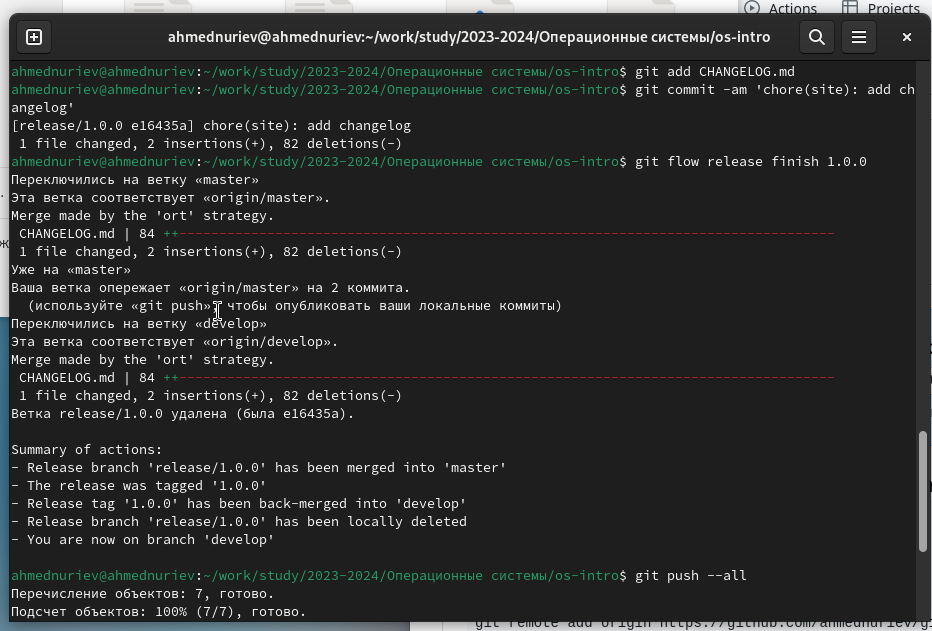 Actions
Projects
ahmednuriev@ahmednuriev:~/work/study/2023-2024/Операционные системы/os-intro
ahmednuriev@ahmednuriev:~/work/study/2023-2024/Операционные системы/os-intro$ git add CHANGELOG.md
ahmednuriev@ahmednuriev:~/work/study/2023-2024/Операционные системы/os-intro$ git commit -am 'chore(site): add ch
angelog'
[release/1.0.0 e16435a] chore(site): add changelog
 1 file changed, 2 insertions(+), 82 deletions(-)
ahmednuriev@ahmednuriev:~/work/study/2023-2024/Операционные системы/os-intro$ git flow release finish 1.0.0
Переключились на ветку «master»
Эта ветка соответствует «origin/master».
Merge made by the 'ort' strategy.
 CHANGELOG.md | 84 ++----------------------------------------------------------------------------------
 1 file changed, 2 insertions(+), 82 deletions(-)
Уже на «master»
Ваша ветка опережает «origin/master» на 2 коммита.
  (используйте «git push», чтобы опубликовать ваши локальные коммиты)
Переключились на ветку «develop»
Эта ветка соответствует «origin/develop».
Merge made by the 'ort' strategy.
 CHANGELOG.md | 84 ++----------------------------------------------------------------------------------
 1 file changed, 2 insertions(+), 82 deletions(-)
Ветка release/1.0.0 удалена (была e16435a).
Summary of actions:
- Release branch 'release/1.0.0' has been merged into 'master'
- The release was tagged '1.0.0'
- Release tag '1.0.0' has been back-merged into 'develop'
- Release branch 'release/1.0.0' has been locally deleted
- You are now on branch 'develop'
ahmednuriev@ahmednuriev:~/work/study/2023-2024/Операционные системы/os-intro$ git push --all
Перечисление объектов: 7, готово.
Подсчет объектов: 100% (7/7), готово.
git remote add origin https://github.com/ahmednuriev/